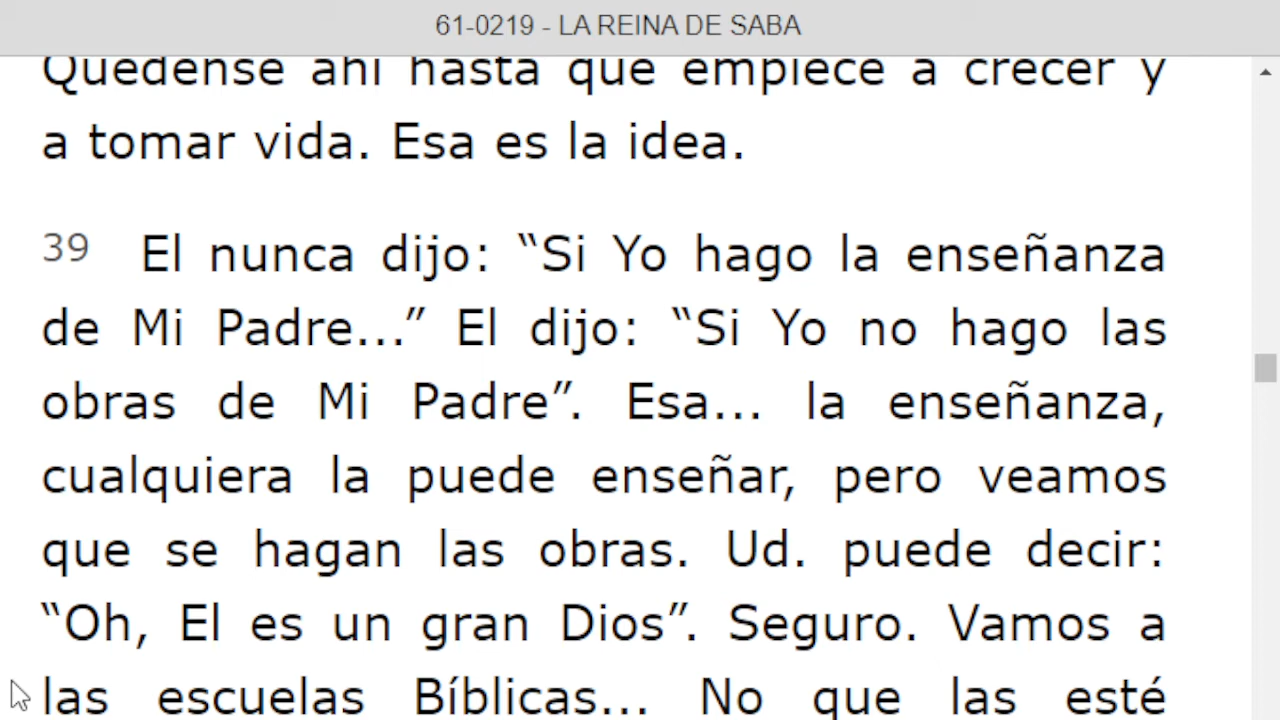 61-0219 - LA REINA DE SABA
Quédense ahí hasta que empiece a crecer y
a tomar vida. Esa es la idea.
39 El nunca dijo: “Si Yo hago la enseñanza
de Mi Padre...” El dijo: “Si Yo no hago las
obras de Mi Padre”. Esa... la enseñanza,
cualquiera la puede enseñar, pero veamos
que se hagan las obras. Ud. puede decir:
“Oh, El es un gran Dios”. Seguro. Vamos a
las escuelas Bíblicas... No que las esté